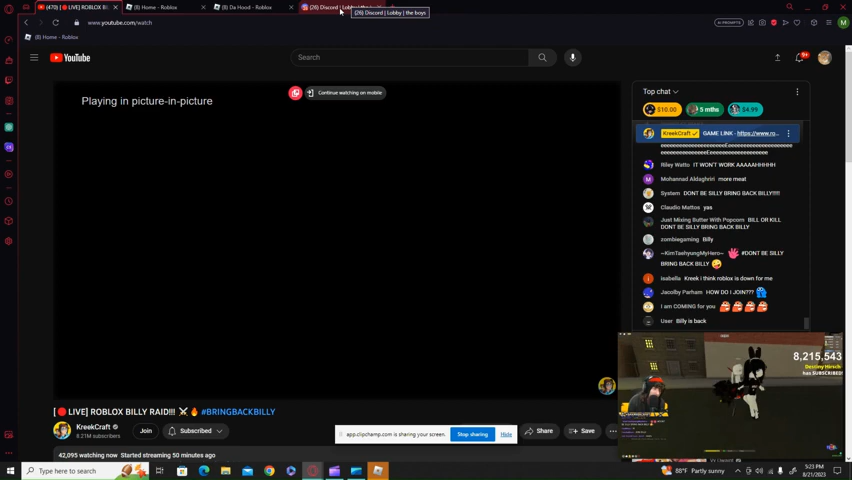 (470) [🔴LIVE] ROBLOX BI
(8) Home - Roblox
(8) Da Hood - Roblox
(26) Discord | Lobby | the boys
(26) Discord | Lobby | the boys
www.youtube.com/watch
AI PROMPTS
(8) Home - Roblox
YouTube
Search
9+
Playing in picture-in-picture
Continue watching on mobile
Top chat
$10.00
5 mths
$4.99
KreekCraft GAME LINK - https://www.ro...
Riley Watto IT WON'T WORK AAAAAHHHHH
Mohannad Aldaghriri more meat
System DONT BE SILLY BRING BACK BILLY!!!!!
Claudio Mattos yas
Just Mixing Butter With Popcorn BILL OR KILL
DONT BE SILLY BRING BACK BILLY
zombiegaming Billy
~KimTaehyungMyHero~ #DONT BE
SILLY BRING BACK BILLY
isabella Kreek i think roblox is down for me
Jacolby Parham HOW DO I JOIN???
I am COMING for you
User Billy is back
8,215,543
Destiny Hirsch
has SUBSCRIBED!
[🔴LIVE] ROBLOX BILLY RAID!!! ⚔️🔥 #BRINGBACKBILLY
KreekCraft
8.21M subscribers
Join
Subscribed
app.clipchamp.com is sharing your screen.
Stop sharing
Hide
Share
Save
42,095 watching now Started streaming 50 minutes ago
Type here to search
88°F Partly sunny
5:23 PM
8/21/2023